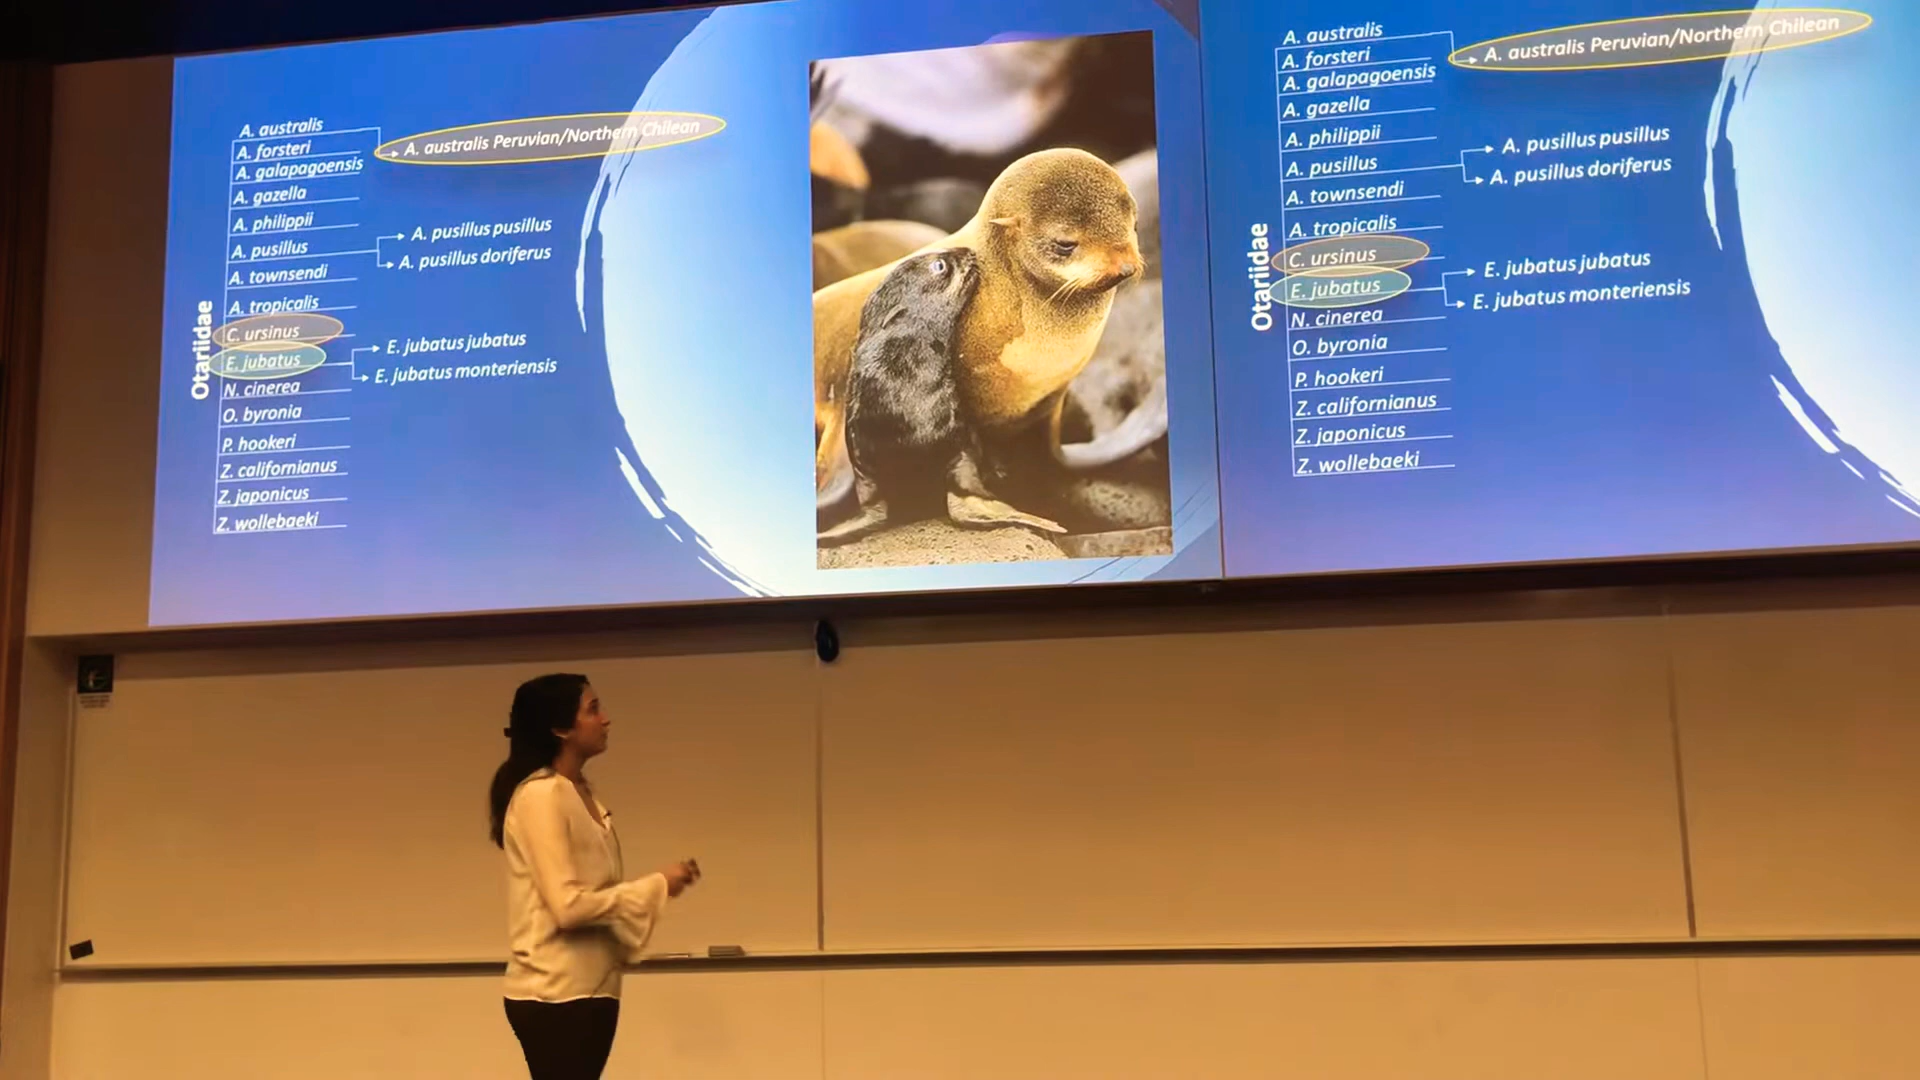 A. australis
A. australis Peruvian/Northern Chilean
A. forsteri
A. galapagoensis
A. gazella
A. philippii
A. pusillus
A. pusillus pusillus
A. pusillus doriferus
A. townsendi
A. tropicalis
C. ursinus
E. jubatus
E. jubatus jubatus
E. jubatus monteriensis
N. cinerea
O. byronia
P. hookeri
Z. californianus
Z. japonicus
Z. wollebaeki
Otariidae
A. australis
A. australis Peruvian/Northern Chilean
A. forsteri
A. galapagoensis
A. gazella
A. philippii
A. pusillus
A. pusillus pusillus
A. pusillus doriferus
A. townsendi
A. tropicalis
C. ursinus
E. jubatus
E. jubatus jubatus
E. jubatus monteriensis
N. cinerea
O. byronia
P. hookeri
Z. californianus
Z. japonicus
Z. wollebaeki
Otariidae